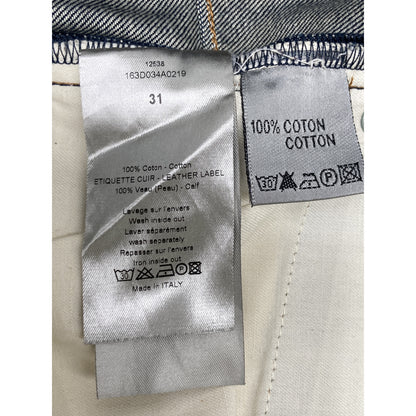 12538
163D034A0219
31
100% Coton - Cotton
ETIQUETTE CUIR - LEATHER LABEL
100% Veau (Peau) - Calf
Lavage sur l'envers
Wash inside out
Laver séparément
wash separately
Repasser sur l'envers
Iron inside out
30
Made in ITALY
100% COTON
COTTON
30